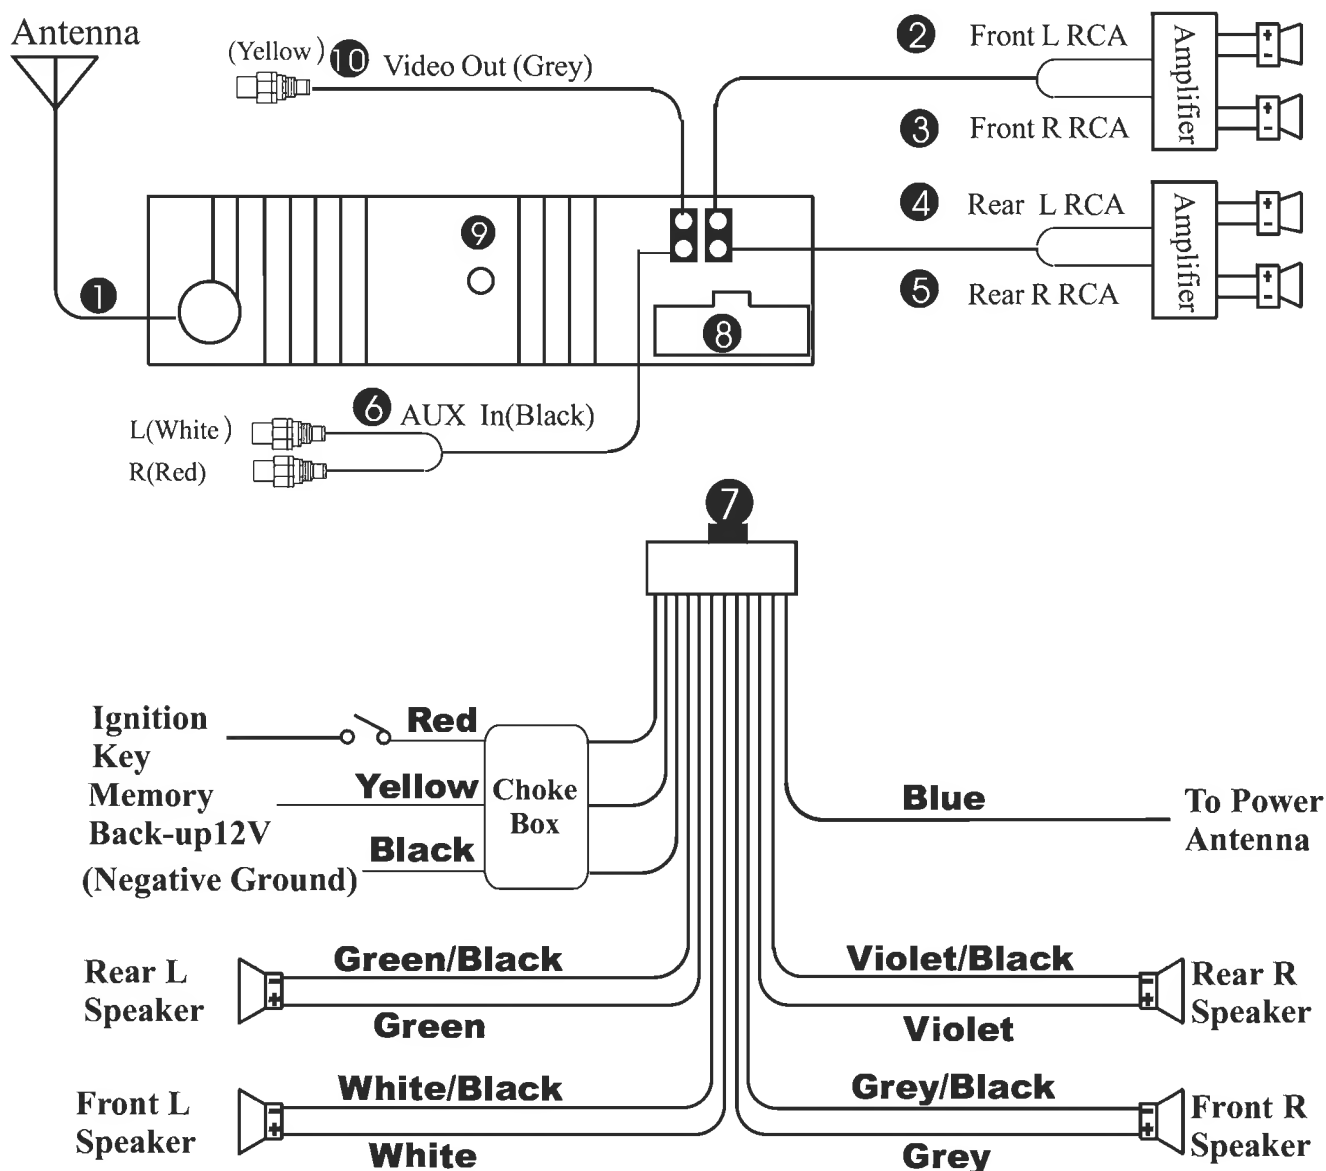 Antenna
(Yellow) 10 Video Out (Grey)
2 Front L RCA
3 Front R RCA
Amplifier
+
-
+
-
4 Rear L RCA
5 Rear R RCA
Amplifier
+
-
+
-
1
9
8
6 AUX In(Black)
L(White)
R(Red)
7
Ignition
Key
Red
Memory
Back-up12V
Yellow
(Negative Ground)
Black
Choke
Box
Blue
To Power
Antenna
Rear L
Speaker
-
+
Green/Black
Green
Violet/Black
Violet
-
+
Rear R
Speaker
Front L
Speaker
-
+
White/Black
White
Grey/Black
Grey
-
+
Front R
Speaker